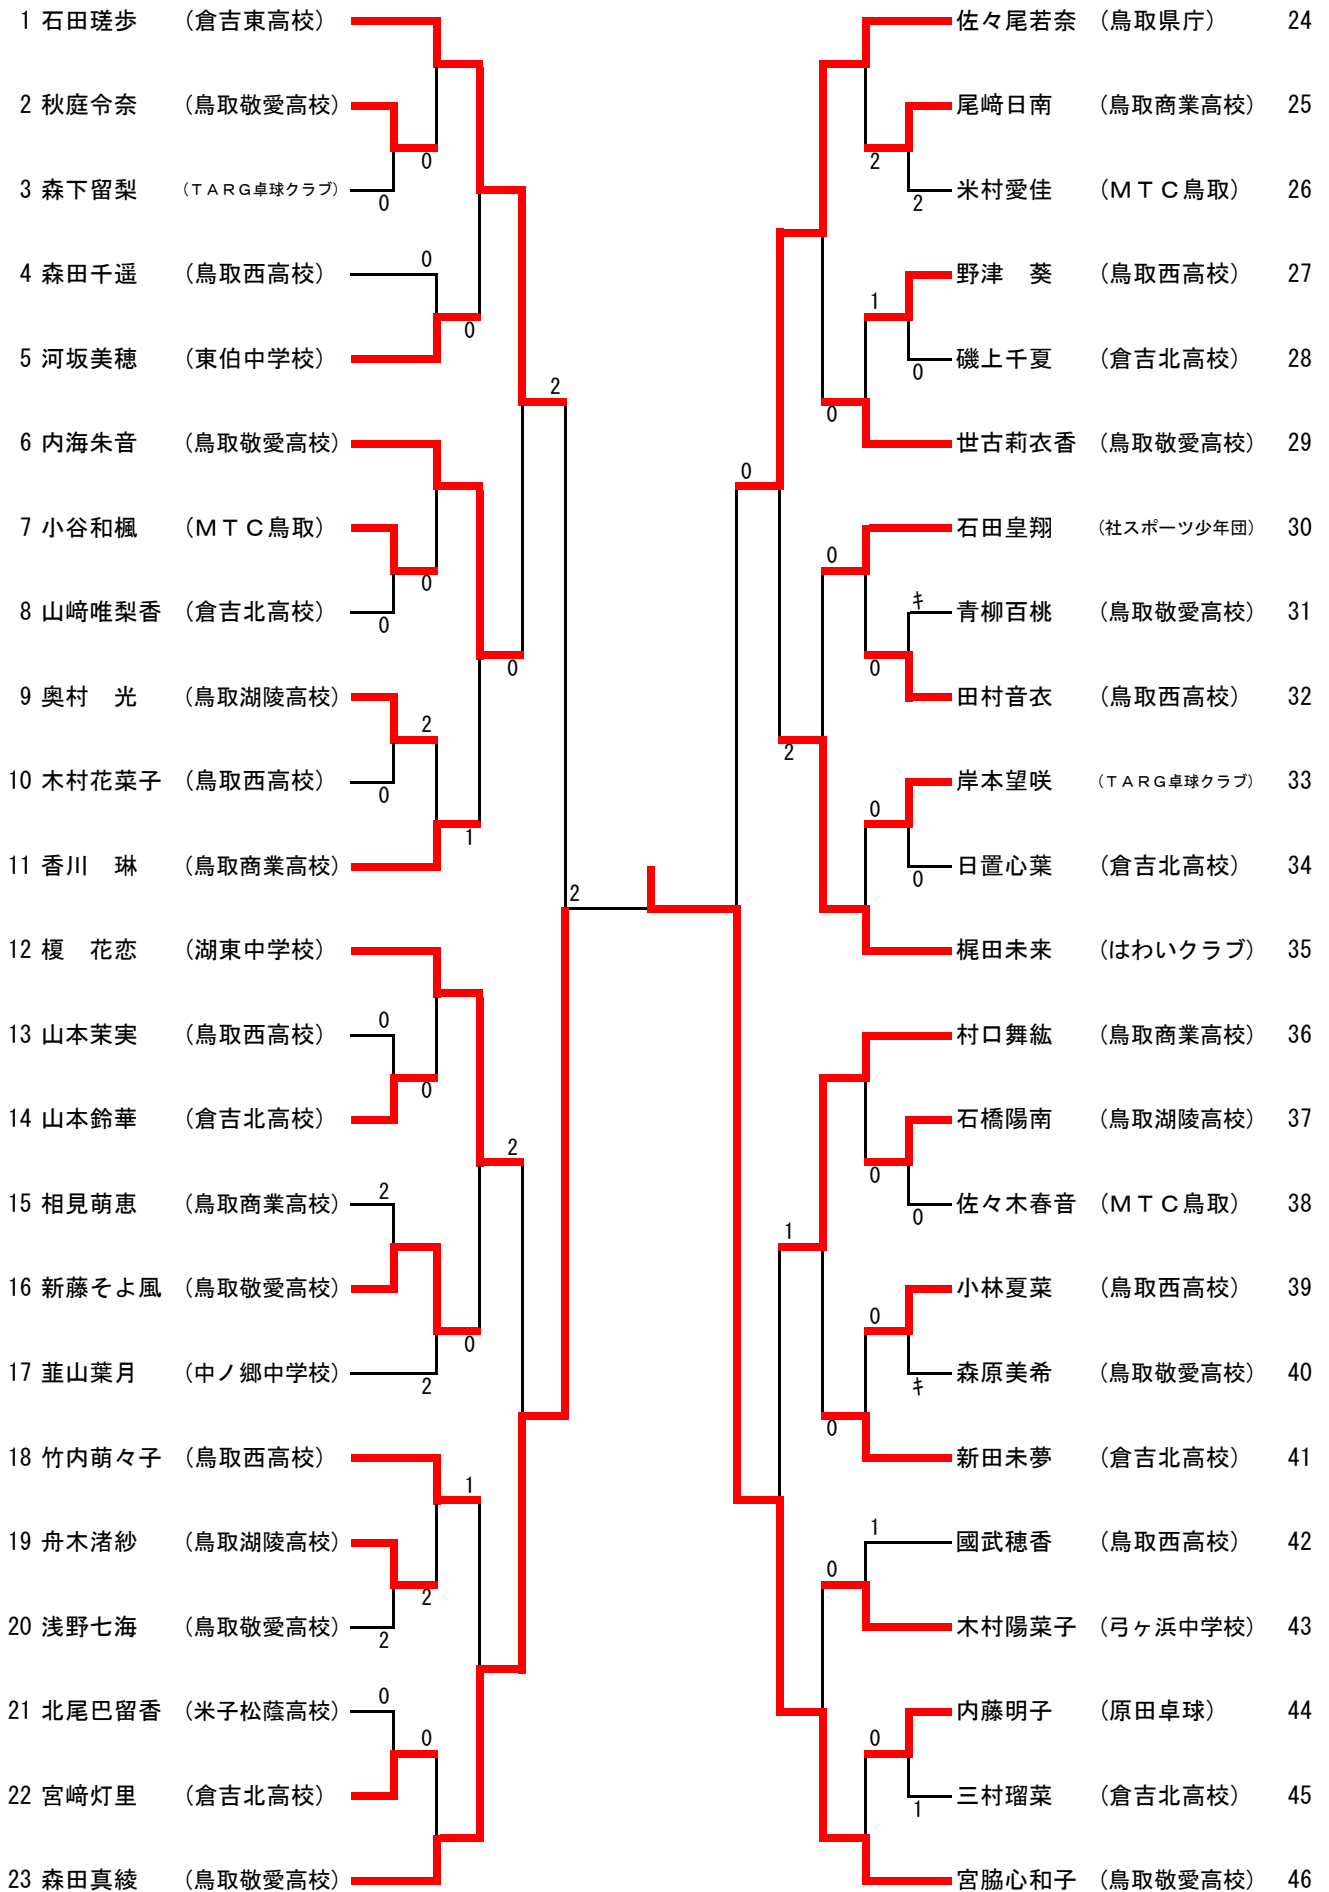 1 石田瑳歩 (倉吉東高校)
2 秋庭令奈 (鳥取敬愛高校)
0
3 森下留梨 (TARG卓球クラブ)
0
4 森田千遥 (鳥取西高校)
0
0
5 河坂美穂 (東伯中学校)
2
6 内海朱音 (鳥取敬愛高校)
7 小谷和楓 (MTC鳥取)
0
8 山﨑唯梨香 (倉吉北高校)
0
0
9 奥村 光 (鳥取湖陵高校)
2
10 木村花菜子 (鳥取西高校)
0
1
11 香川 琳 (鳥取商業高校)
2
12 榎 花恋 (湖東中学校)
13 山本茉実 (鳥取西高校)
0
0
14 山本鈴華 (倉吉北高校)
2
15 相見萌恵 (鳥取商業高校)
2
16 新藤そよ風 (鳥取敬愛高校)
0
17 韮山葉月 (中ノ郷中学校)
2
18 竹内萌々子 (鳥取西高校)
1
19 舟木渚紗 (鳥取湖陵高校)
2
20 浅野七海 (鳥取敬愛高校)
2
21 北尾巴留香 (米子松蔭高校)
0
0
22 宮﨑灯里 (倉吉北高校)
23 森田真綾 (鳥取敬愛高校)
佐々尾若奈 (鳥取県庁) 24
尾﨑日南 (鳥取商業高校) 25
2
米村愛佳 (MTC鳥取) 26
2
野津 葵 (鳥取西高校) 27
1
磯上千夏 (倉吉北高校) 28
0
0
世古莉衣香 (鳥取敬愛高校) 29
0
石田皇翔 (社スポーツ少年団) 30
0
キ
青柳百桃 (鳥取敬愛高校) 31
0
田村音衣 (鳥取西高校) 32
2
岸本望咲 (TARG卓球クラブ) 33
0
日置心葉 (倉吉北高校) 34
0
梶田未来 (はわいクラブ) 35
村口舞紘 (鳥取商業高校) 36
石橋陽南 (鳥取湖陵高校) 37
0
佐々木春音 (MTC鳥取) 38
0
1
小林夏菜 (鳥取西高校) 39
0
森原美希 (鳥取敬愛高校) 40
キ
0
新田未夢 (倉吉北高校) 41
1
國武穂香 (鳥取西高校) 42
0
木村陽菜子 (弓ヶ浜中学校) 43
内藤明子 (原田卓球) 44
0
三村瑠菜 (倉吉北高校) 45
1
宮脇心和子 (鳥取敬愛高校) 46